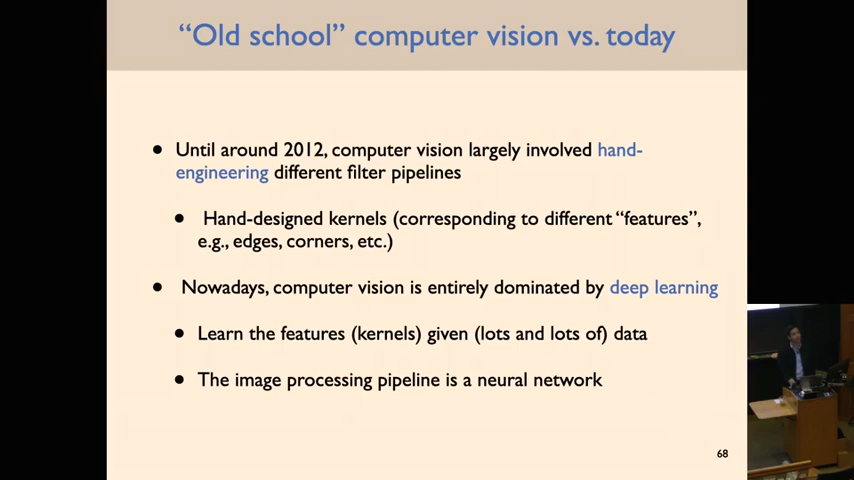 “Old school” computer vision vs. today
• Until around 2012, computer vision largely involved hand-
engineering different filter pipelines
• Hand-designed kernels (corresponding to different “features”,
e.g., edges, corners, etc.)
• Nowadays, computer vision is entirely dominated by deep learning
• Learn the features (kernels) given (lots and lots of) data
• The image processing pipeline is a neural network
68